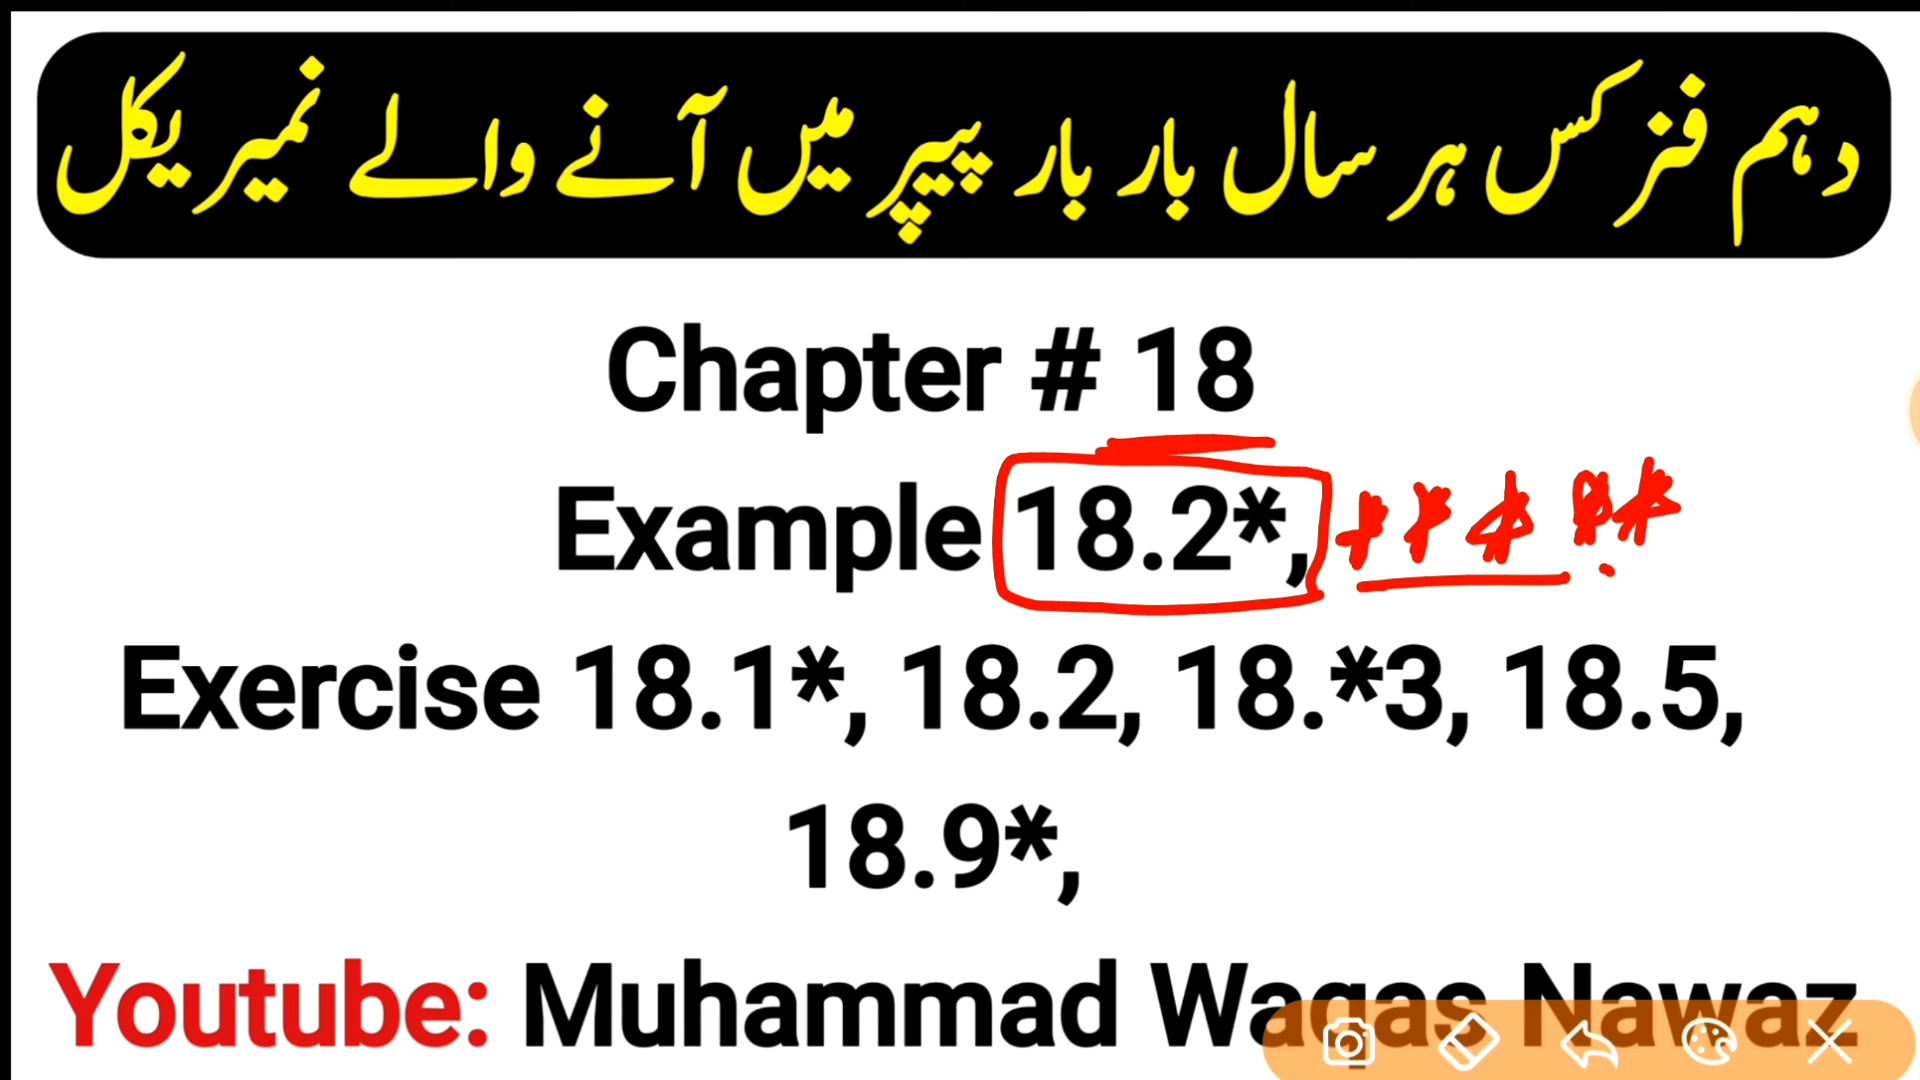 دہم فزکس ہر سال بار بار پیپر میں آنے والے نمیریکل
Chapter # 18
Example 18.2*, *****
Exercise 18.1*, 18.2, 18.*3, 18.5,
18.9*,
Youtube: Muhammad Waqas Nawaz